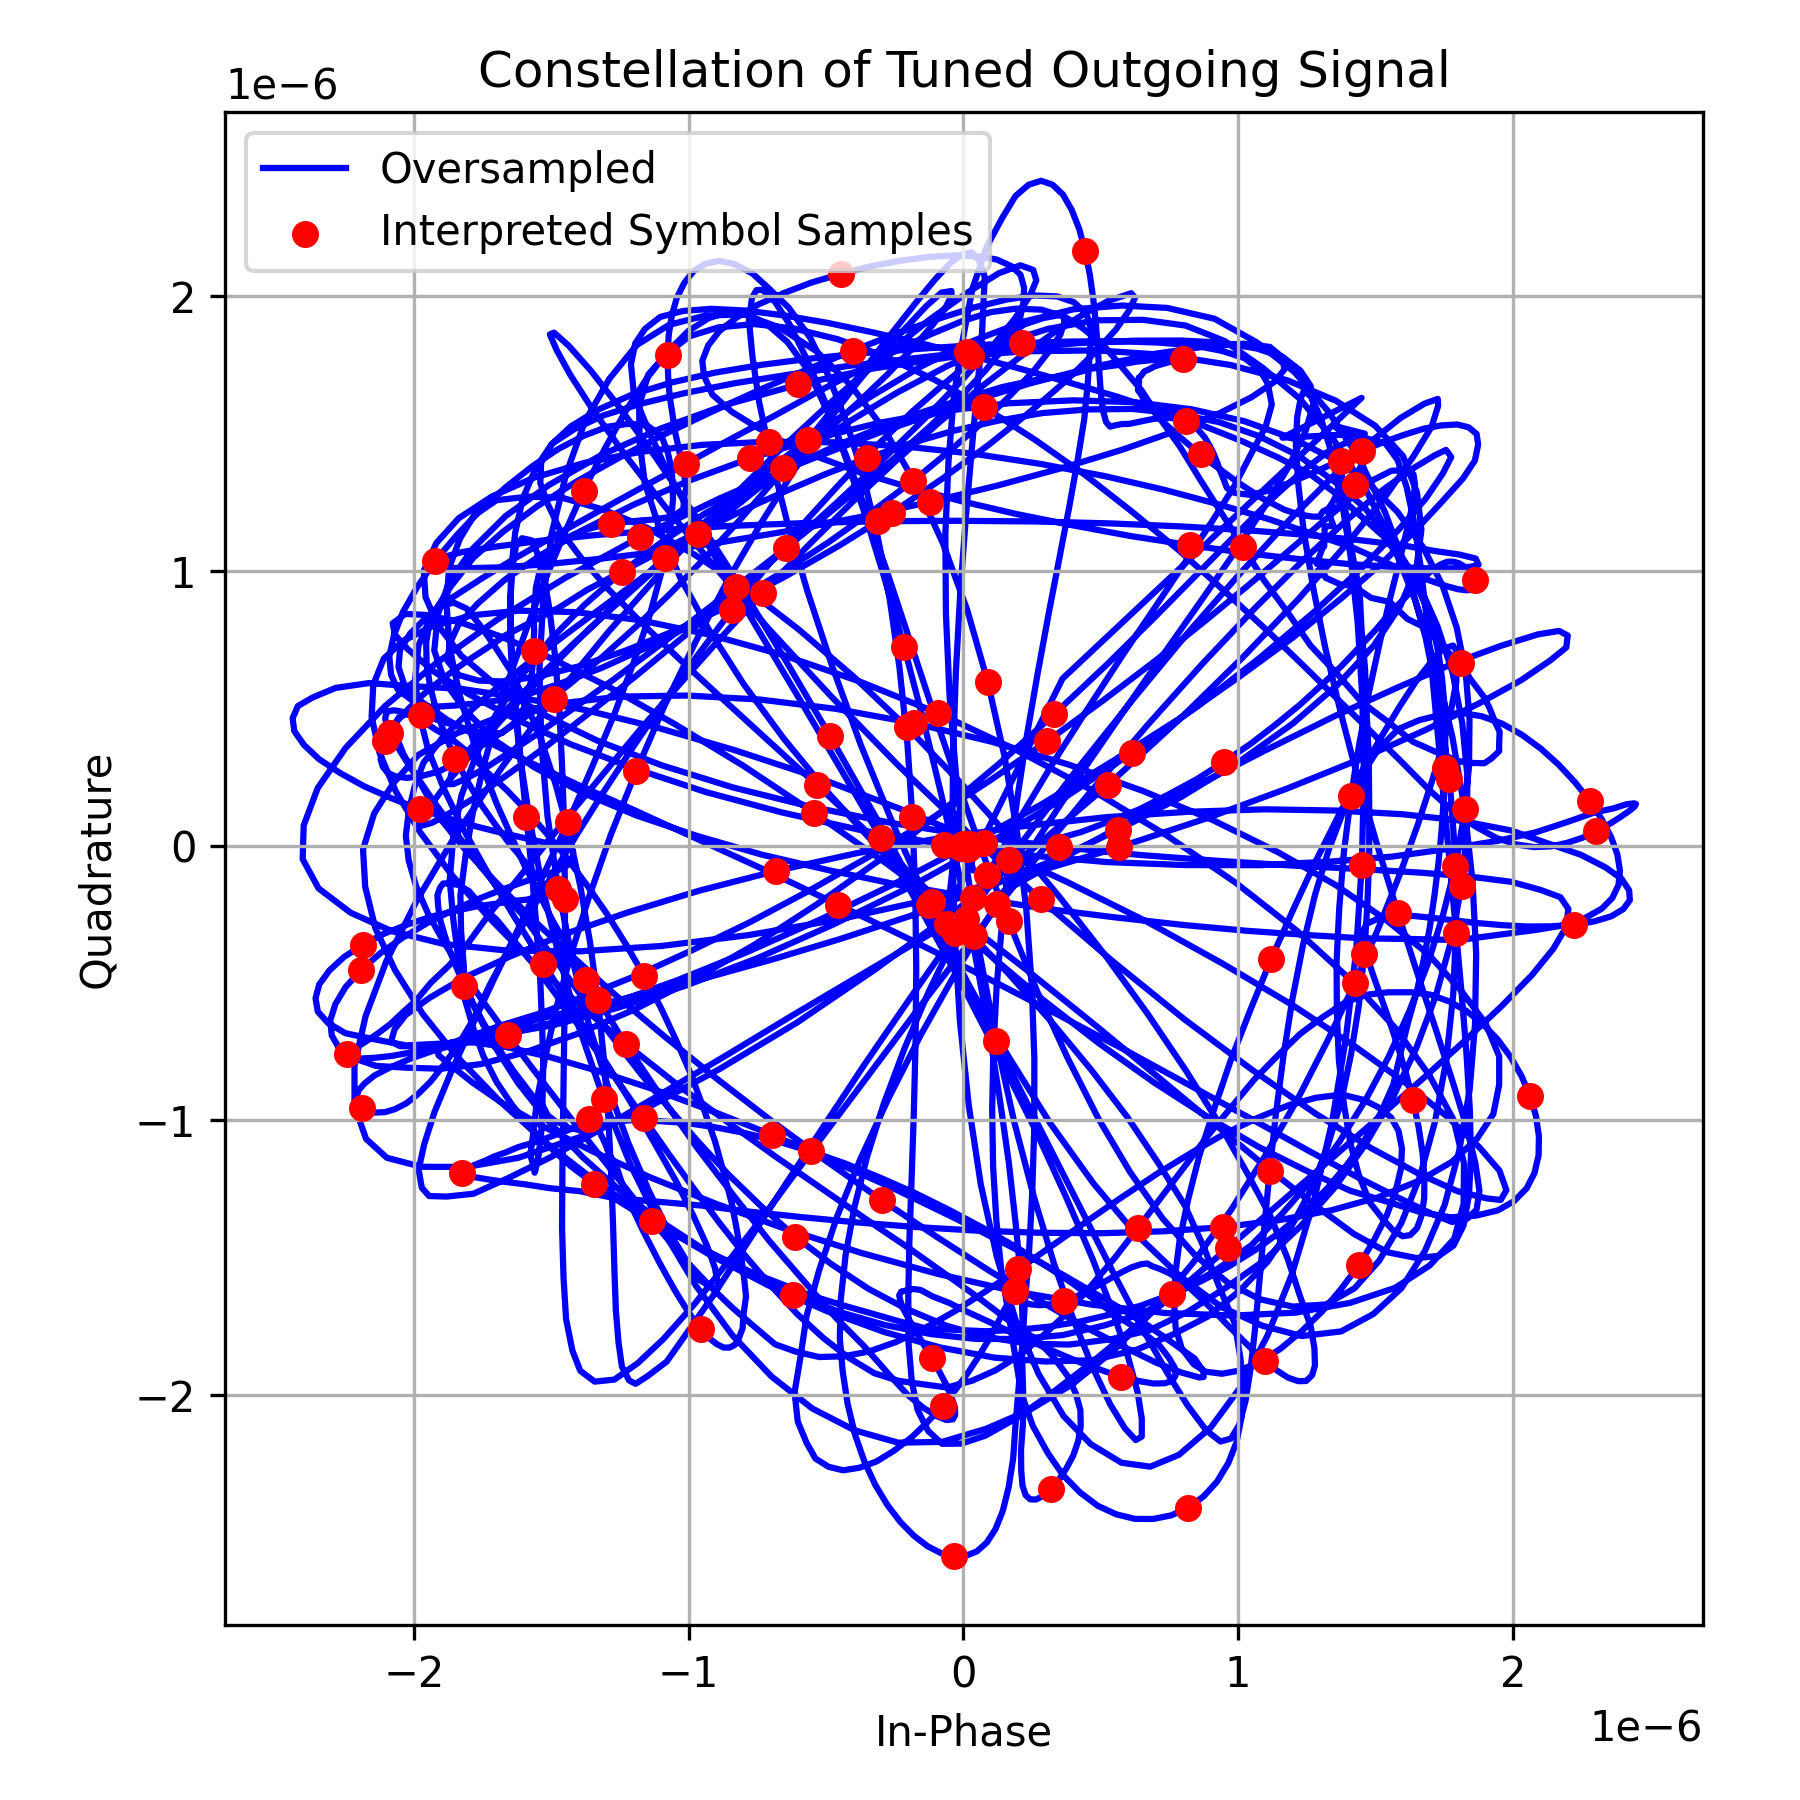 Constellation of Tuned Outgoing Signal
1e−6
Oversampled
Interpreted Symbol Samples
2
1
0
−1
−2
Quadrature
−2 −1 0 1 2
In-Phase
1e−6